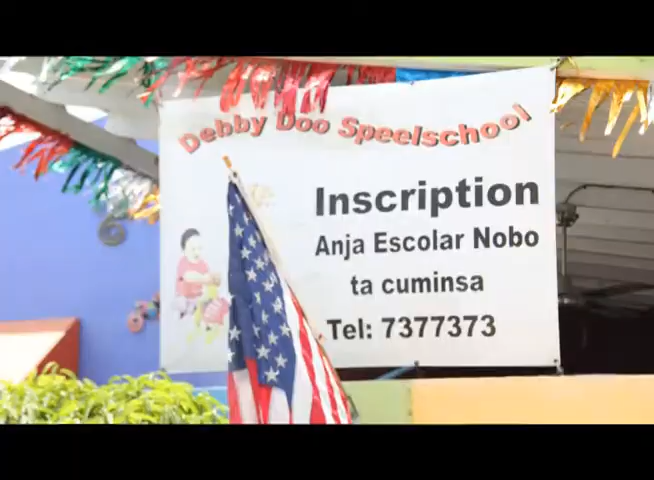 Debby Doo Speelschool
Inscription
Anja Escolar Nobo
ta cuminsa
Tel: 7377373